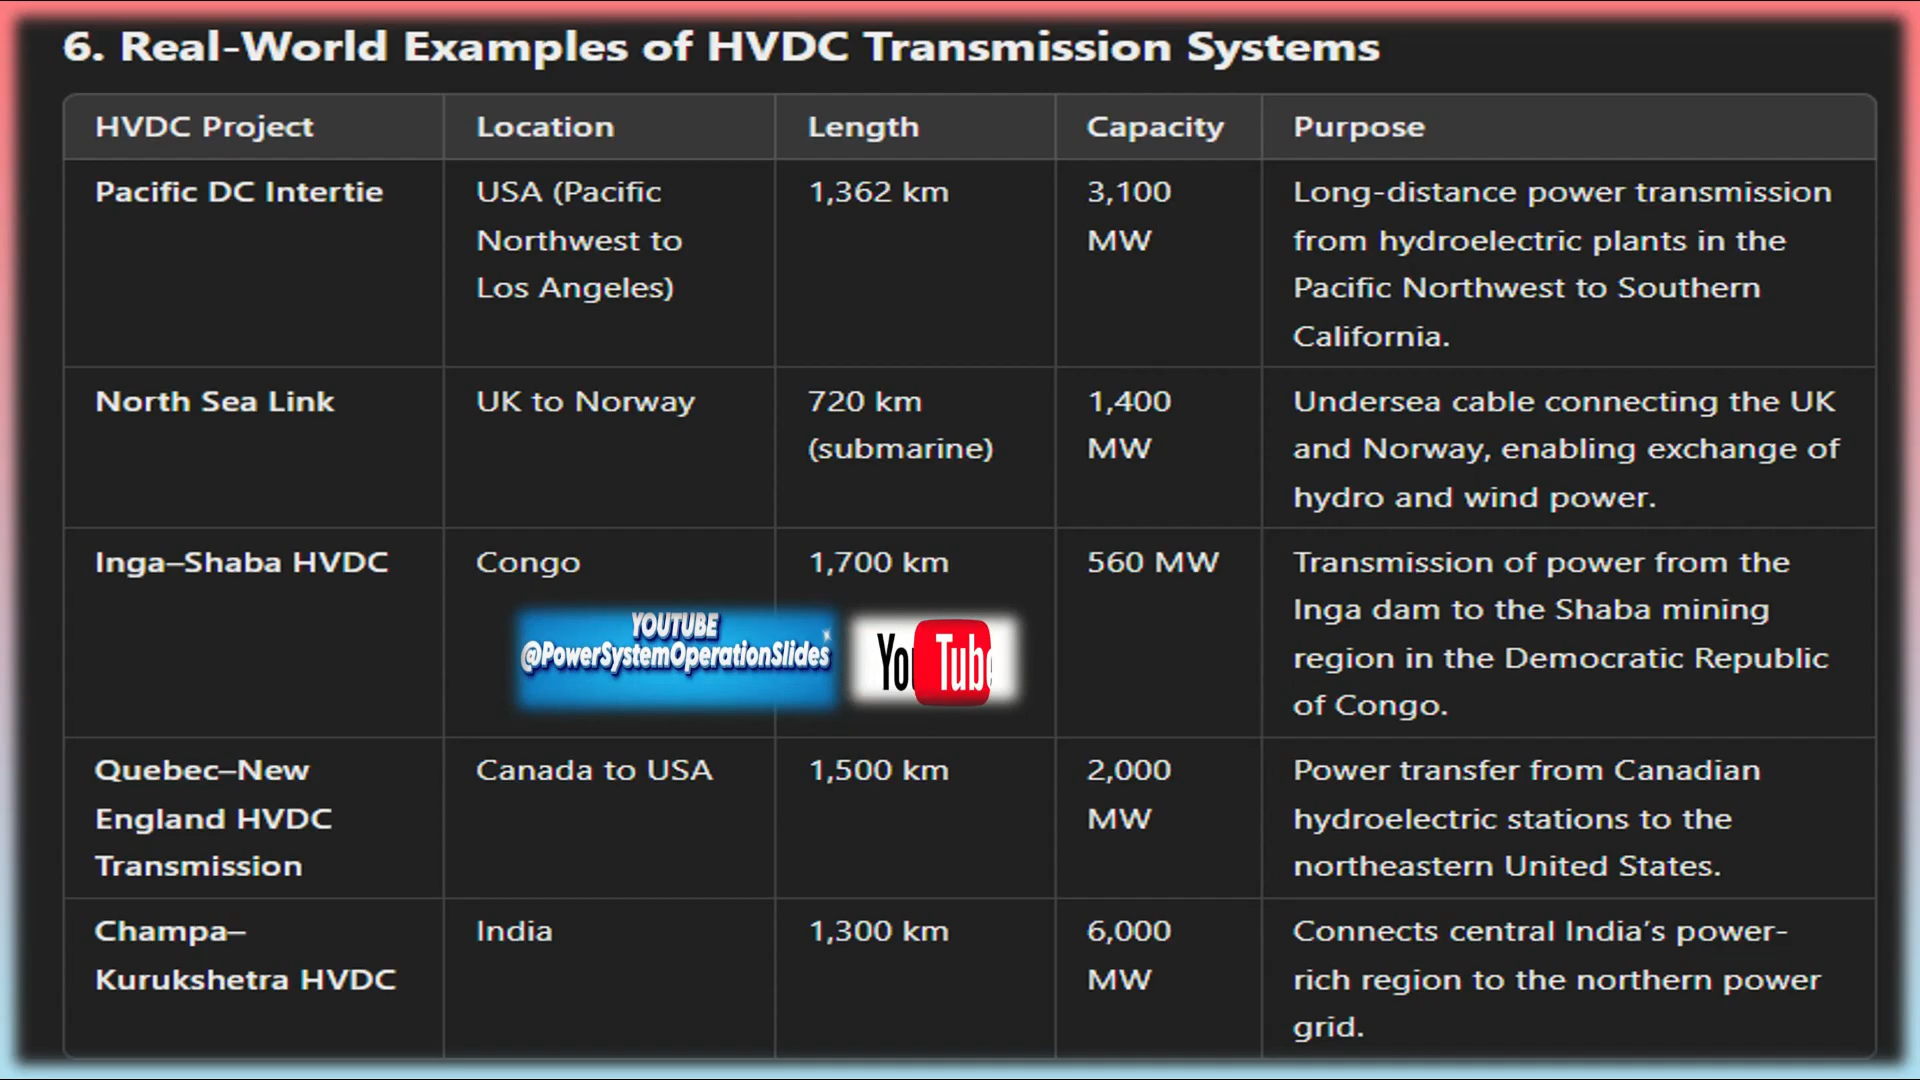 6. Real-World Examples of HVDC Transmission Systems
HVDC Project
Location
Length
Capacity
Purpose
Pacific DC Intertie
USA (Pacific
Northwest to
Los Angeles)
1,362 km
3,100
MW
Long-distance power transmission
from hydroelectric plants in the
Pacific Northwest to Southern
California.
North Sea Link
UK to Norway
720 km
(submarine)
1,400
MW
Undersea cable connecting the UK
and Norway, enabling exchange of
hydro and wind power.
Inga–Shaba HVDC
Congo
1,700 km
560 MW
Transmission of power from the
Inga dam to the Shaba mining
region in the Democratic Republic
of Congo.
YOUTUBE
@PowerSystemOperationSlides
YouTube
Quebec–New
England HVDC
Transmission
Canada to USA
1,500 km
2,000
MW
Power transfer from Canadian
hydroelectric stations to the
northeastern United States.
Champa–
Kurukshetra HVDC
India
1,300 km
6,000
MW
Connects central India’s power-
rich region to the northern power
grid.